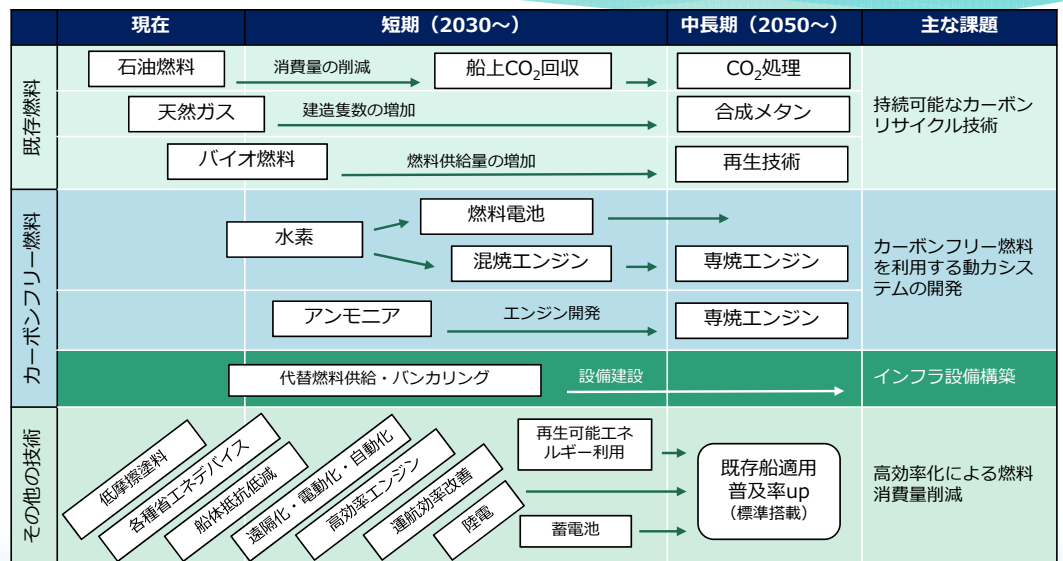 現在
短期（2030～）
中長期（2050～）
主な課題
既存燃料
石油燃料
消費量の削減
船上CO₂回収
CO₂処理
天然ガス
建造隻数の増加
合成メタン
バイオ燃料
燃料供給量の増加
再生技術
持続可能なカーボン
リサイクル技術
カーボンフリー燃料
水素
燃料電池
混焼エンジン
専焼エンジン
アンモニア
エンジン開発
専焼エンジン
カーボンフリー燃料
を利用する動力シス
テムの開発
代替燃料供給・バンカリング
設備建設
インフラ設備構築
その他の技術
低摩擦塗料
各種省エネデバイス
船体抵抗低減
遠隔化・電動化・自動化
高効率エンジン
運航効率改善
陸電
再生可能エネ
ルギー利用
蓄電池
既存船適用
普及率up
（標準搭載）
高効率化による燃料
消費量削減